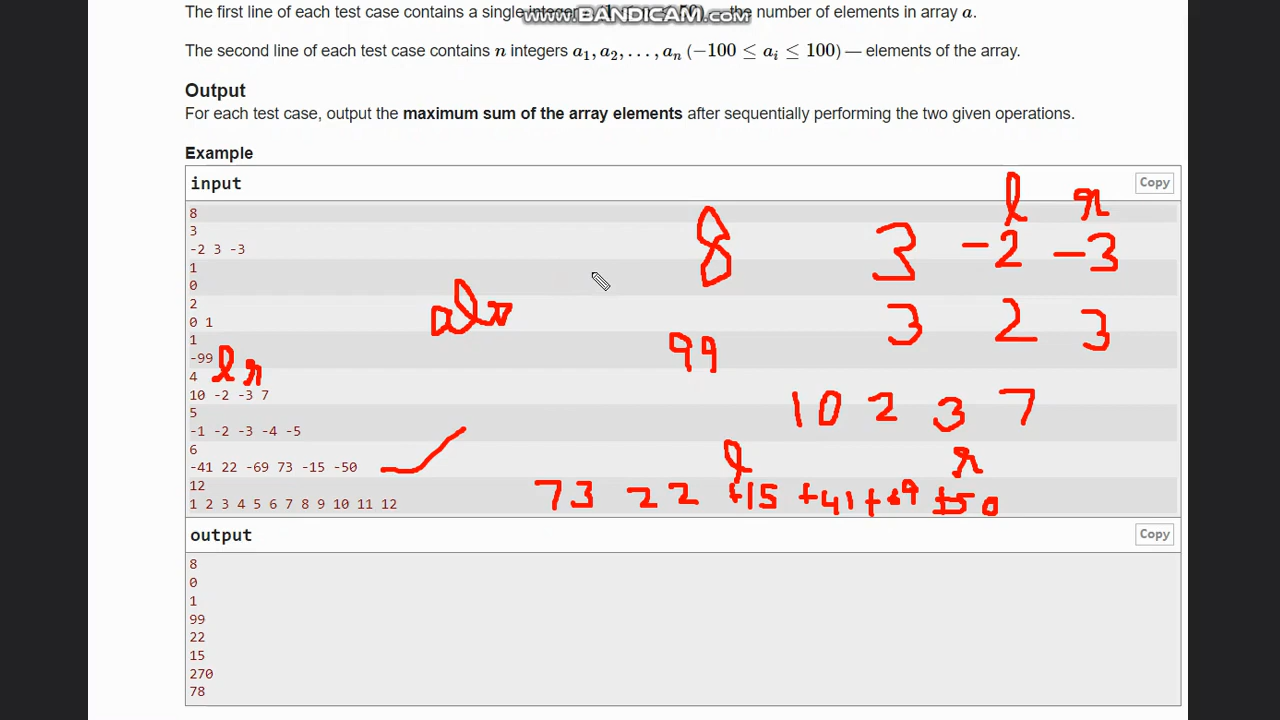 The first line of each test case contains a single integer the number of elements in array a.
www.BANDICAM.com
The second line of each test case contains n integers a1, a2, …, an (−100 ≤ ai ≤ 100) — elements of the array.
Output
For each test case, output the maximum sum of the array elements after sequentially performing the two given operations.
Example
input
Copy
8
3
-2 3 -3
1
0
2
0 1
1
-99
4
10 -2 -3 7
5
-1 -2 -3 -4 -5
6
-41 22 -69 73 -15 -50
12
1 2 3 4 5 6 7 8 9 10 11 12
l r
8 3 -2 -3
3 2 3
99
l r
10 2 3 7
l r
73 22 +15 +41 +69 +50
output
Copy
8
0
1
99
22
15
270
78